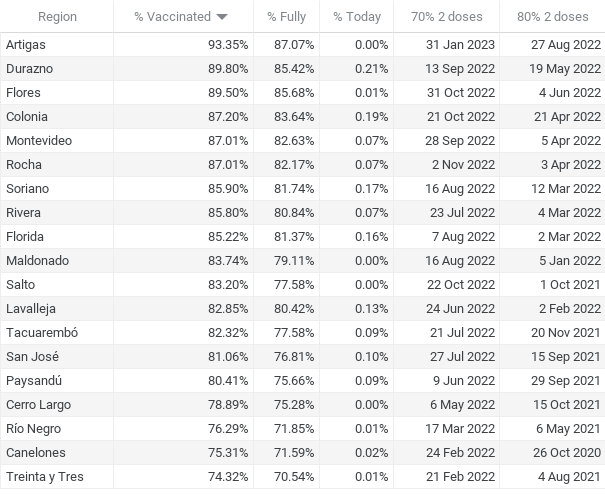 Region % Vaccinated % Fully % Today 70% 2 doses 80% 2 doses
Artigas 93.35% 87.07% 0.00% 31 Jan 2023 27 Aug 2022
Durazno 89.80% 85.42% 0.21% 13 Sep 2022 19 May 2022
Flores 89.50% 85.68% 0.01% 31 Oct 2022 4 Jun 2022
Colonia 87.20% 83.64% 0.19% 21 Oct 2022 21 Apr 2022
Montevideo 87.01% 82.63% 0.07% 28 Sep 2022 5 Apr 2022
Rocha 87.01% 82.17% 0.07% 2 Nov 2022 3 Apr 2022
Soriano 85.90% 81.74% 0.17% 16 Aug 2022 12 Mar 2022
Rivera 85.80% 80.84% 0.07% 23 Jul 2022 4 Mar 2022
Florida 85.22% 81.37% 0.16% 7 Aug 2022 2 Mar 2022
Maldonado 83.74% 79.11% 0.00% 16 Aug 2022 5 Jan 2022
Salto 83.20% 77.58% 0.00% 22 Oct 2022 1 Oct 2021
Lavalleja 82.85% 80.42% 0.13% 24 Jun 2022 2 Feb 2022
Tacuarembó 82.32% 77.58% 0.09% 21 Jul 2022 20 Nov 2021
San José 81.06% 76.81% 0.10% 27 Jul 2022 15 Sep 2021
Paysandú 80.41% 75.66% 0.09% 9 Jun 2022 29 Sep 2021
Cerro Largo 78.89% 75.28% 0.00% 6 May 2022 15 Oct 2021
Río Negro 76.29% 71.85% 0.01% 17 Mar 2022 6 May 2021
Canelones 75.31% 71.59% 0.02% 24 Feb 2022 26 Oct 2020
Treinta y Tres 74.32% 70.54% 0.01% 21 Feb 2022 4 Aug 2021